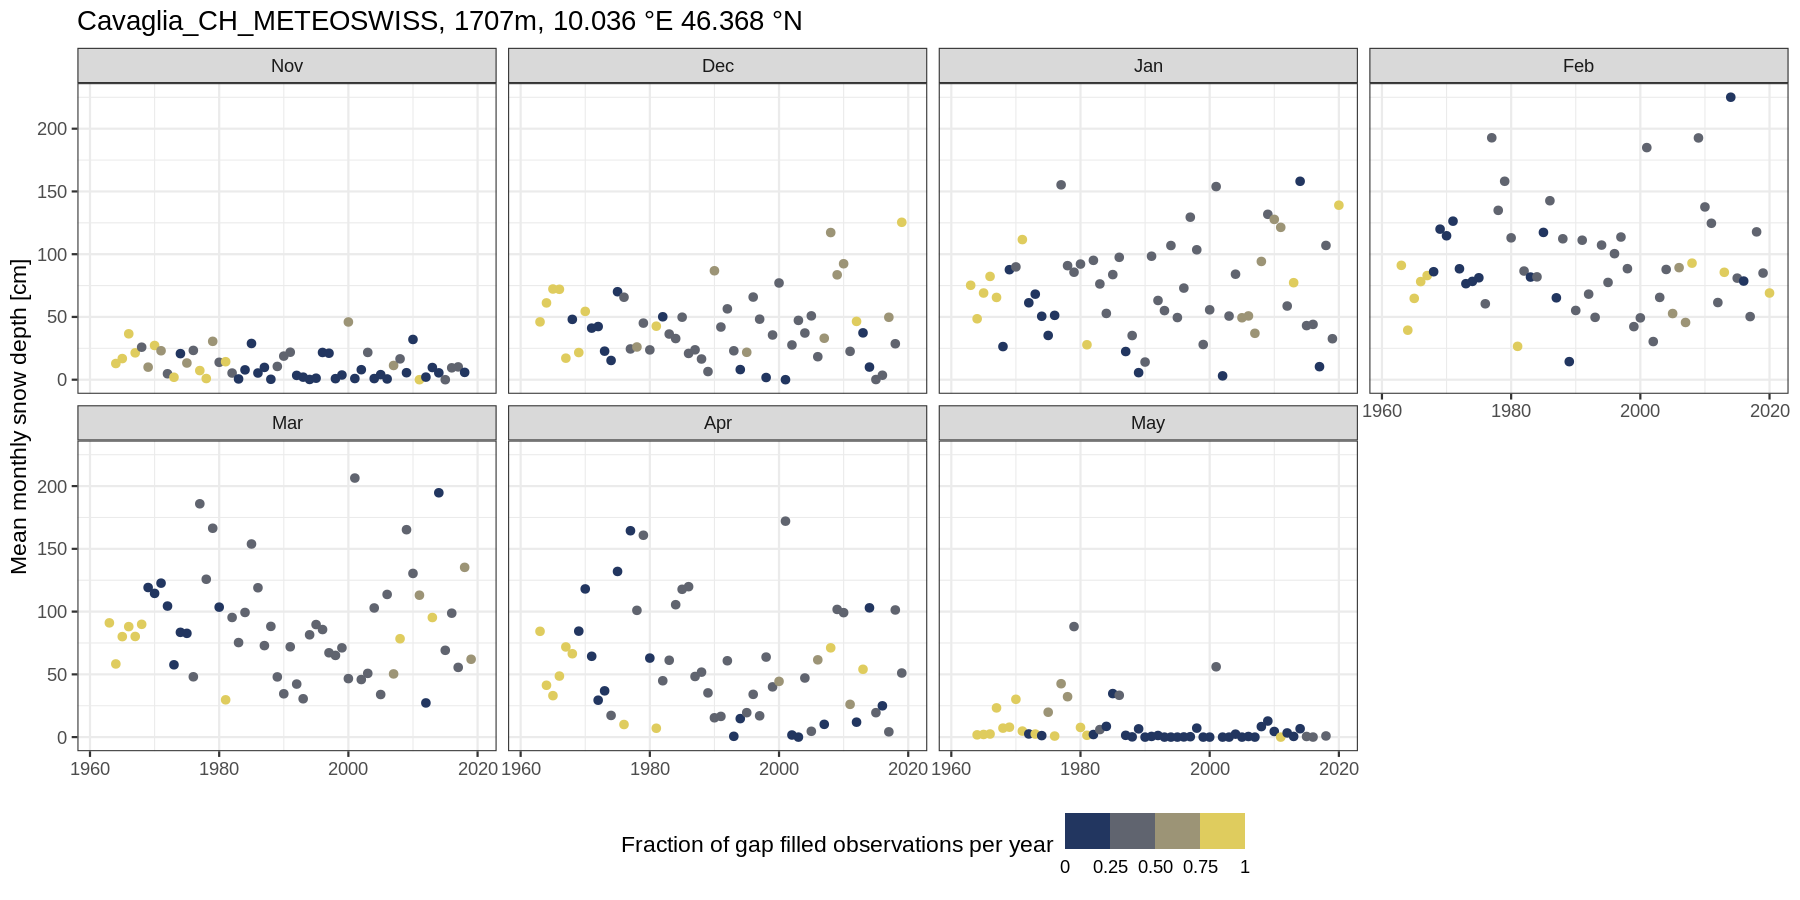 Cavaglia_CH_METEOSWISS, 1707m, 10.036 °E 46.368 °N
Nov
Dec
Jan
Feb
200
150
100
50
0
1960 1980 2000 2020
Mean monthly snow depth [cm]
Mar
Apr
May
200
150
100
50
0
1960 1980 2000 2020
1960 1980 2000 2020
1960 1980 2000 2020
Fraction of gap filled observations per year
0 0.25 0.50 0.75 1